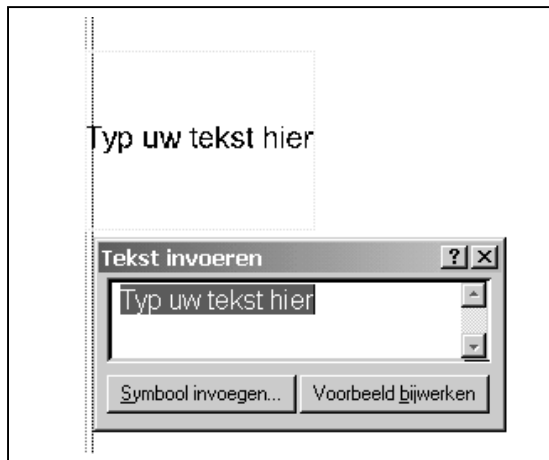 Typ uw tekst hier
Tekst invoeren
Typ uw tekst hier
Symbool invoegen...
Voorbeeld bijwerken